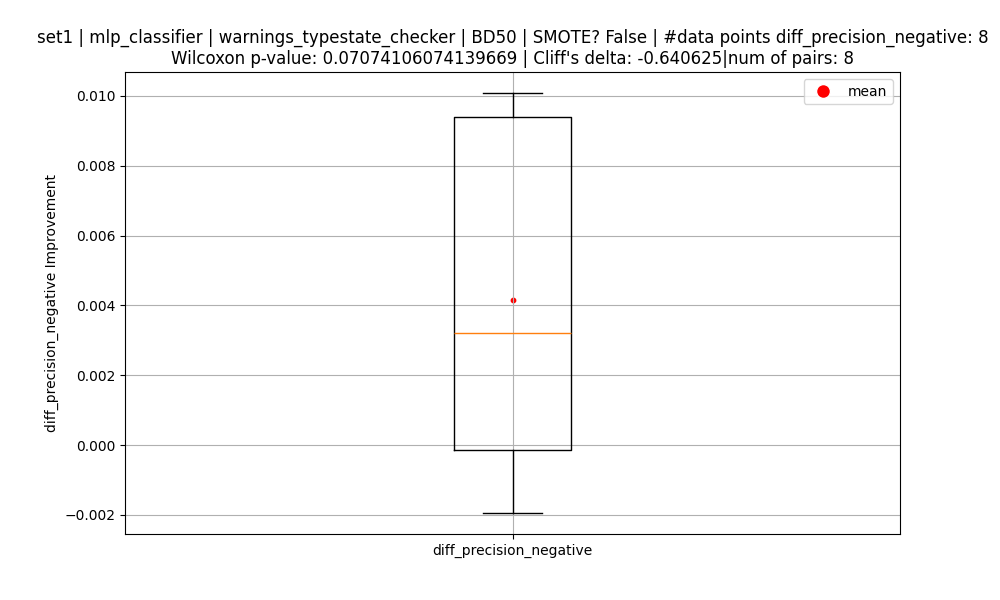 set1 | mlp_classifier | warnings_typestate_checker | BD50 | SMOTE? False | #data points diff_precision_negative: 8
Wilcoxon p-value: 0.07074106074139669 | Cliff's delta: -0.640625|num of pairs: 8
mean
0.010
0.008
0.006
0.004
0.002
0.000
−0.002
diff_precision_negative Improvement
diff_precision_negative